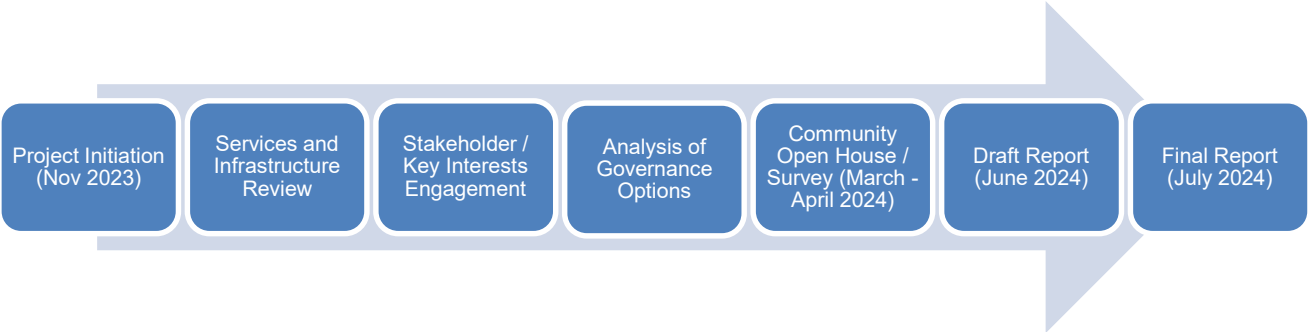 Project Initiation
(Nov 2023)
Services and
Infrastructure
Review
Stakeholder /
Key Interests
Engagement
Analysis of
Governance
Options
Community
Open House /
Survey (March -
April 2024)
Draft Report
(June 2024)
Final Report
(July 2024)